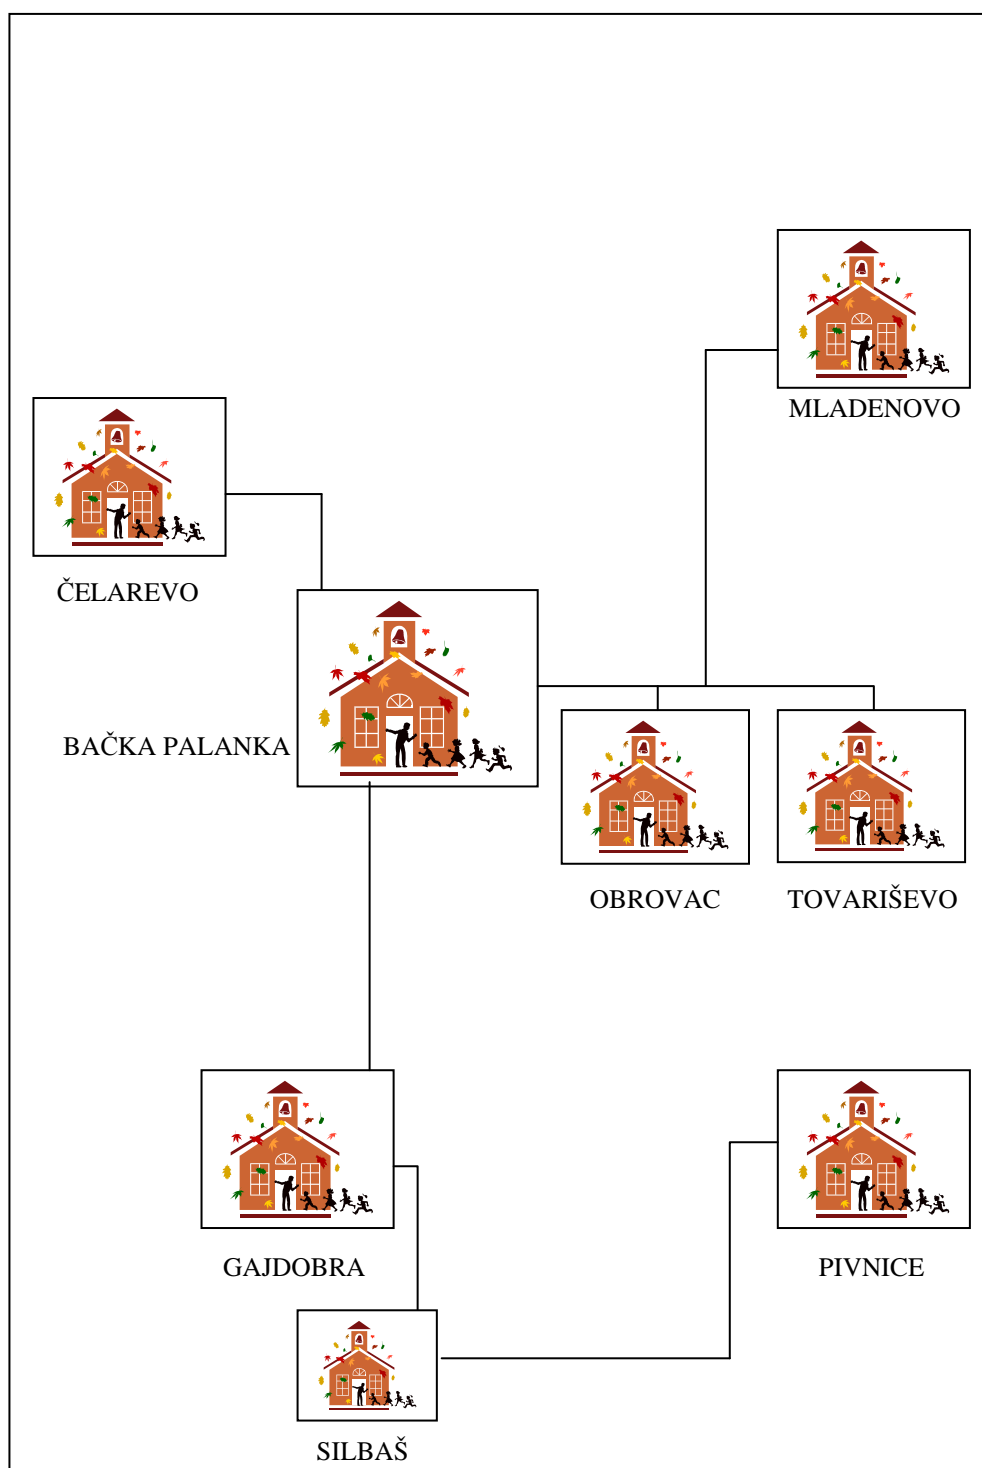 MLADENOVO
ČELAREVO
BAČKA PALANKA
OBROVAC
TOVARIŠEVO
GAJDOBRA
PIVNICE
SILBAŠ